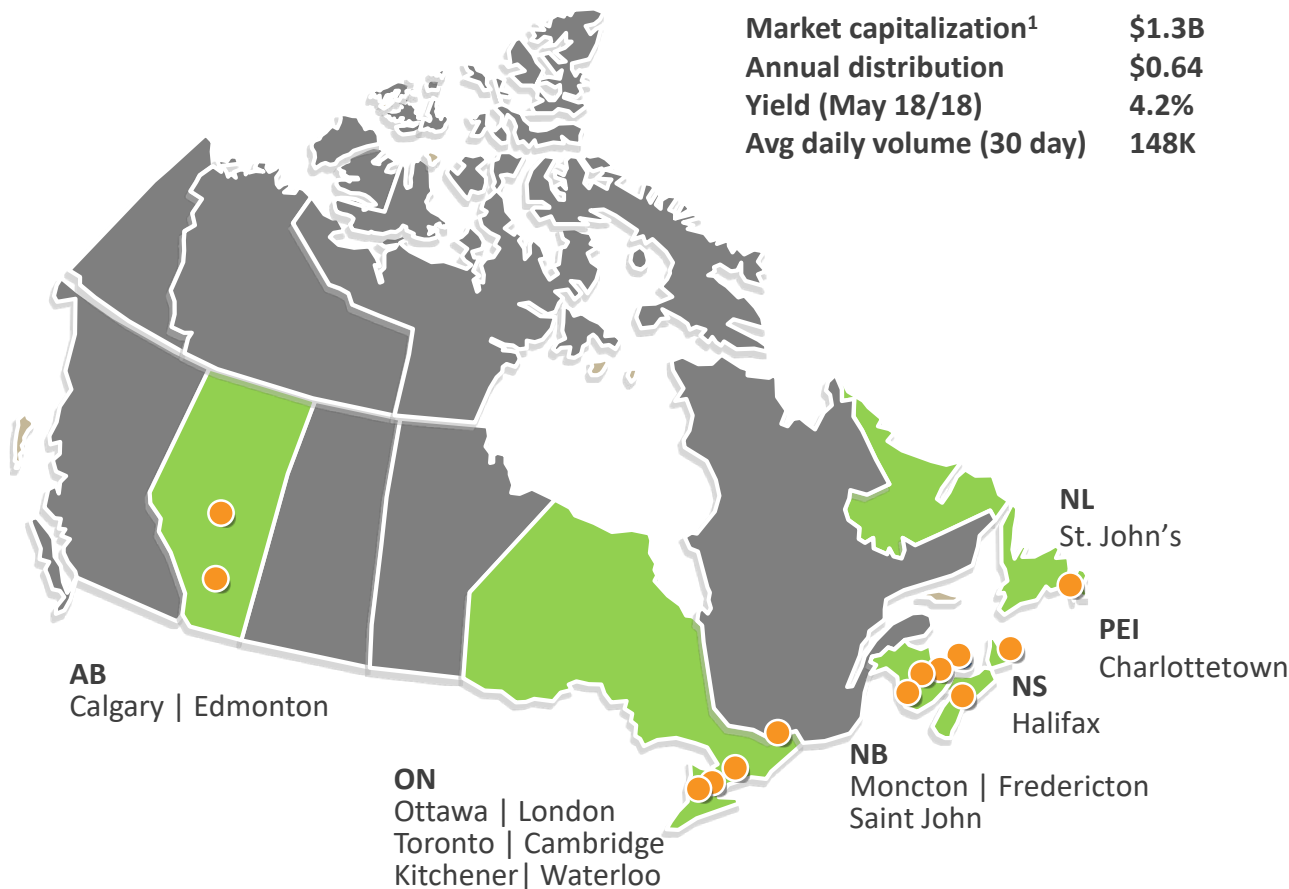 Market capitalization¹ $1.3B
Annual distribution $0.64
Yield (May 18/18) 4.2%
Avg daily volume (30 day) 148K
NL
St. John’s
PEI
Charlottetown
NS
Halifax
AB
Calgary | Edmonton
NB
Moncton | Fredericton
Saint John
ON
Ottawa | London
Toronto | Cambridge
Kitchener| Waterloo